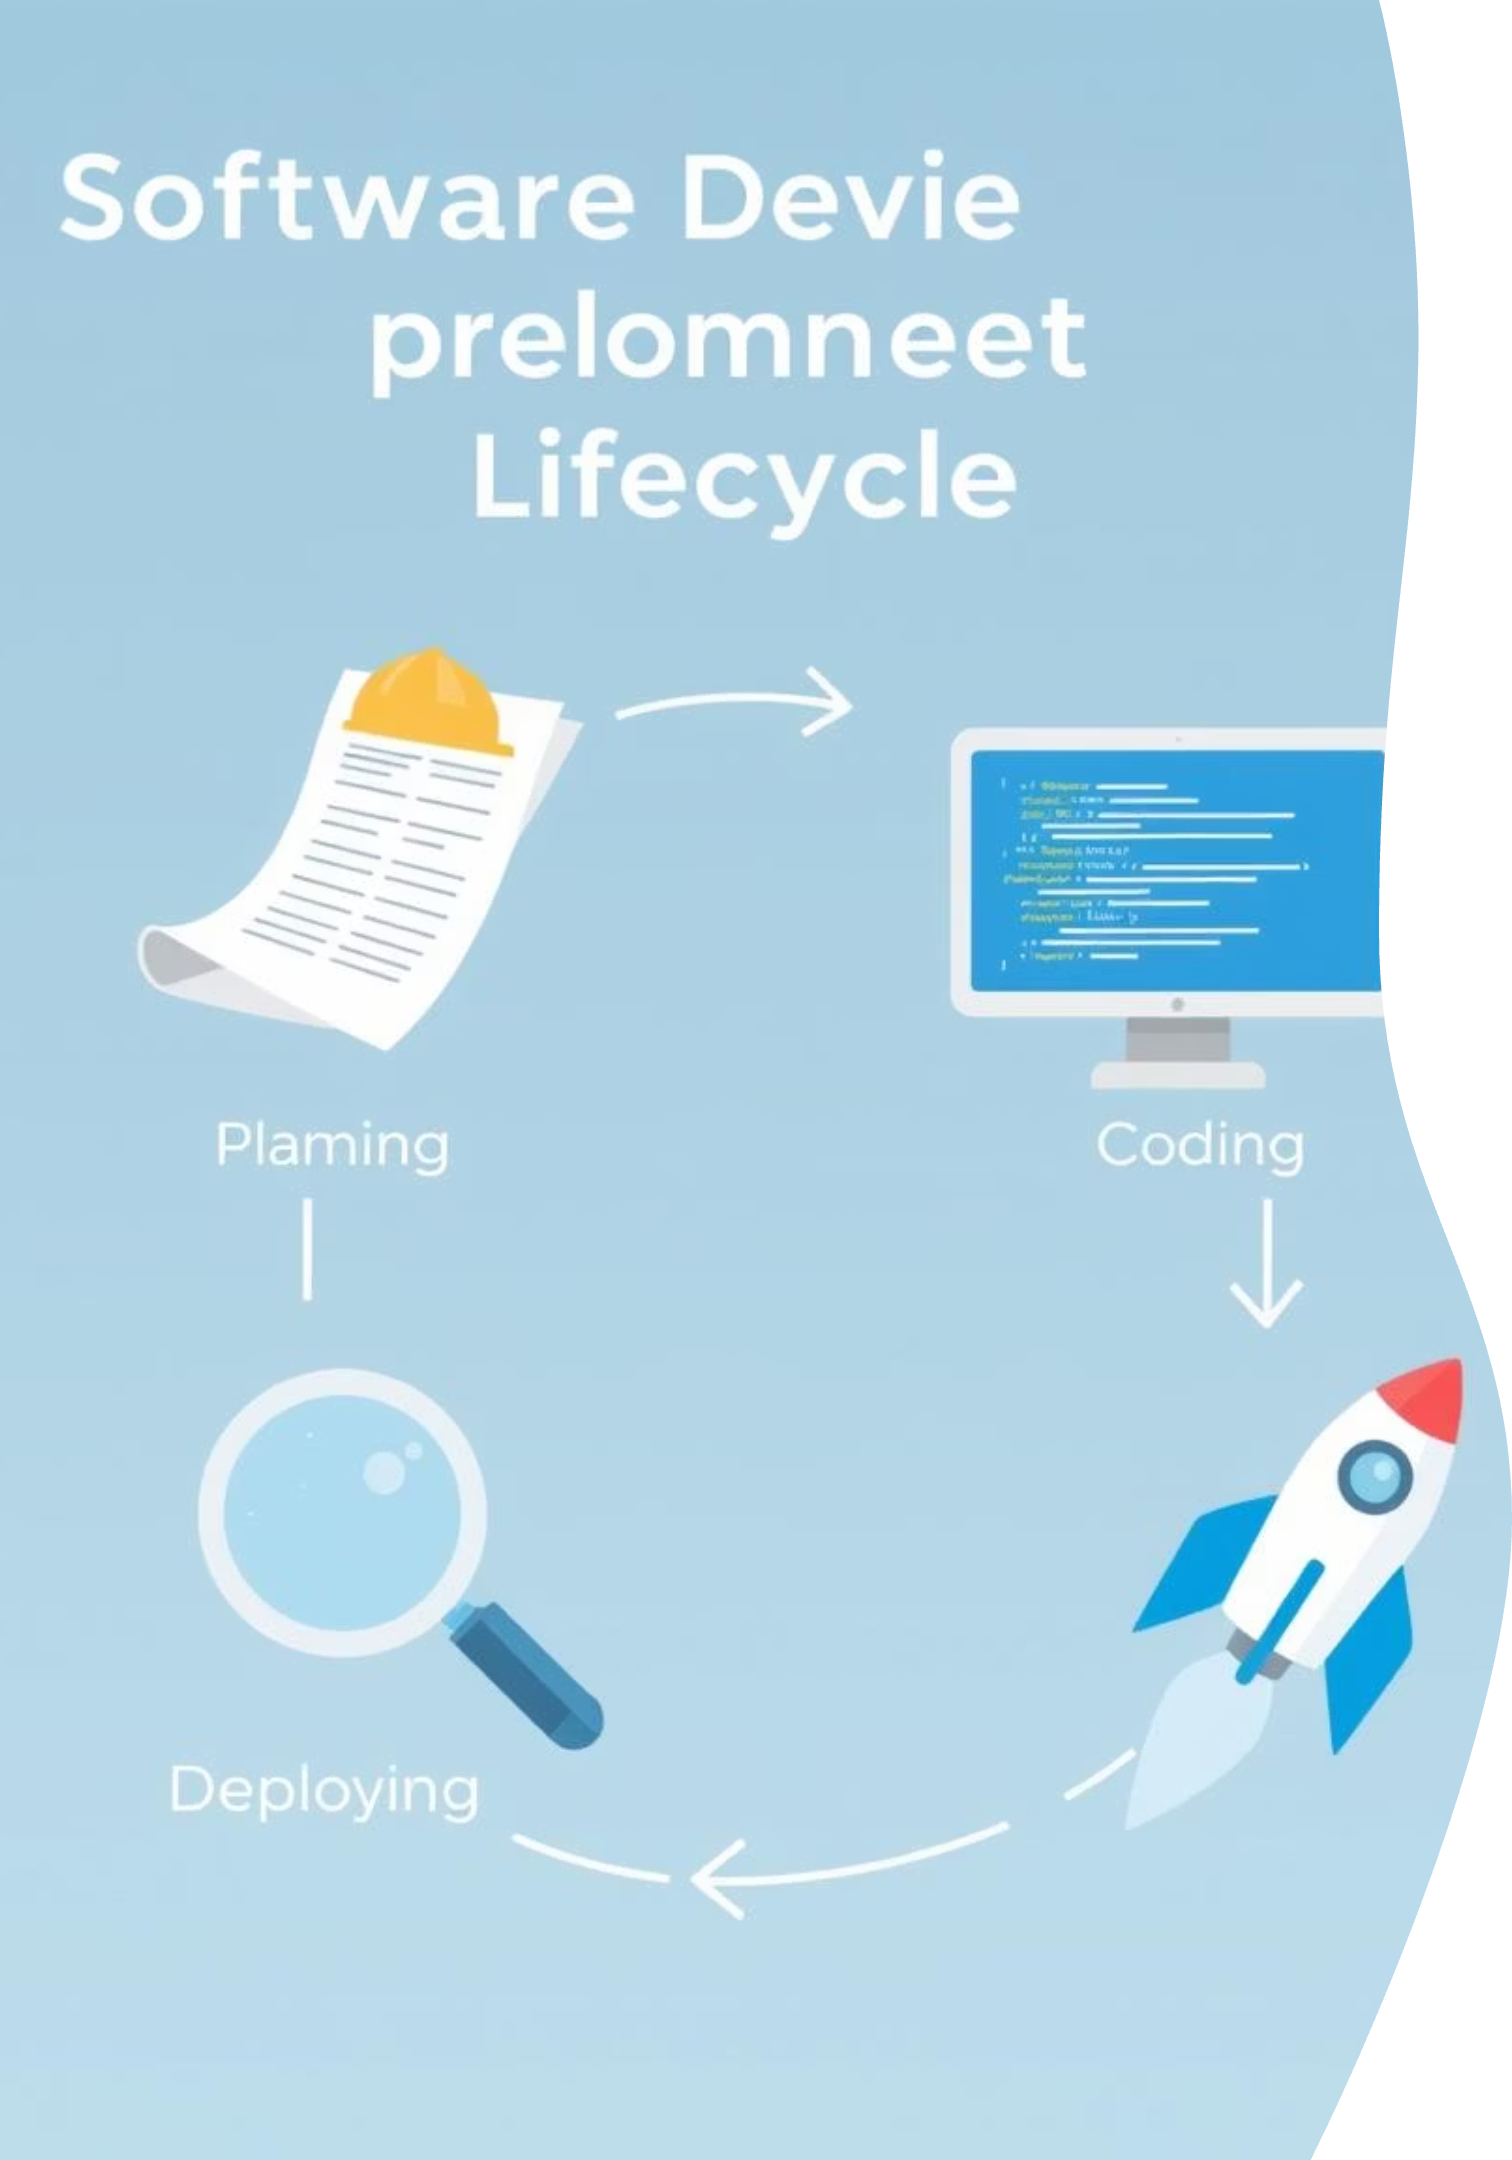 Software Devie
prelomneet
Lifecycle
Plaming
Coding
Deploying